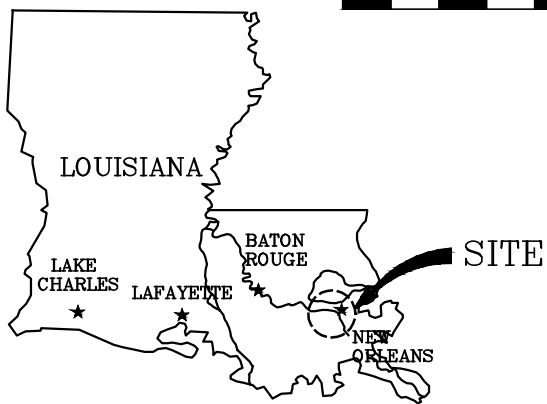 LOUISIANA
BATON
ROUGE
SITE
LAKE
CHARLES
LAFAYETTE
NEW
ORLEANS